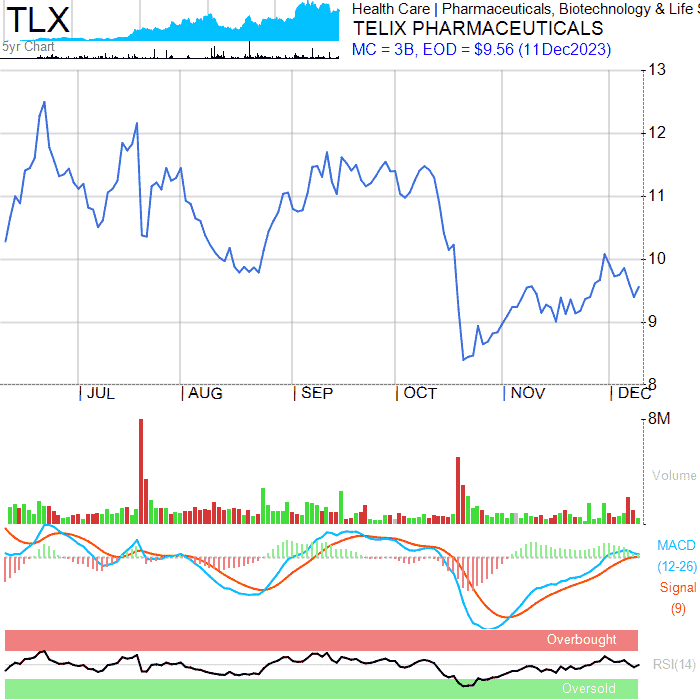 TLX
5yr Chart
Health Care | Pharmaceuticals, Biotechnology & Life S
TELIX PHARMACEUTICALS
MC = 3B, EOD = $9.56 (11Dec2023)
13
12
11
10
9
8
JUL AUG SEP OCT NOV DEC
8M
Volume
MACD
(12-26)
Signal
(9)
Overbought
RSI(14)
Oversold